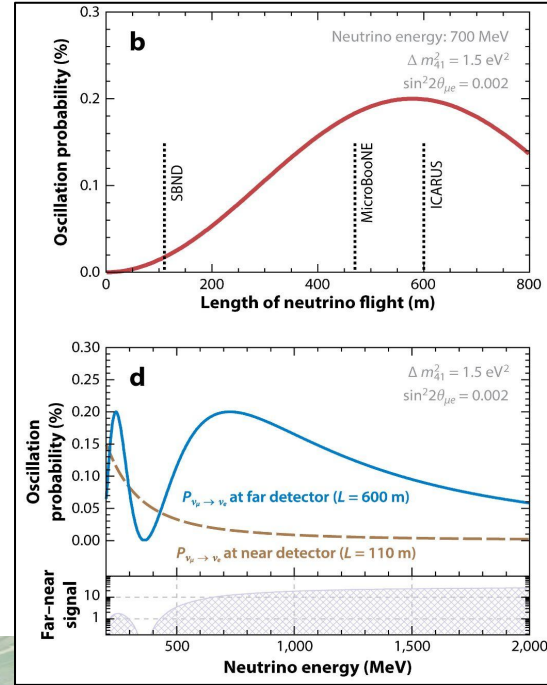 b
Neutrino energy: 700 MeV
Δ m²₄₁ = 1.5 eV²
sin²2θμe = 0.002
Oscillation probability (%)
0.3
0.2
0.1
0.0
SBND
MicroBooNE
ICARUS
0 200 400 600 800
Length of neutrino flight (m)
d
Δ m²₄₁ = 1.5 eV²
sin²2θμe = 0.002
Oscillation
probability (%)
0.30
0.25
0.20
0.15
0.10
0.05
0.00
Pνμ → νe at far detector (L = 600 m)
Pνμ → νe at near detector (L = 110 m)
Far–near
signal
10
1
500 1,000 1,500 2,000
Neutrino energy (MeV)